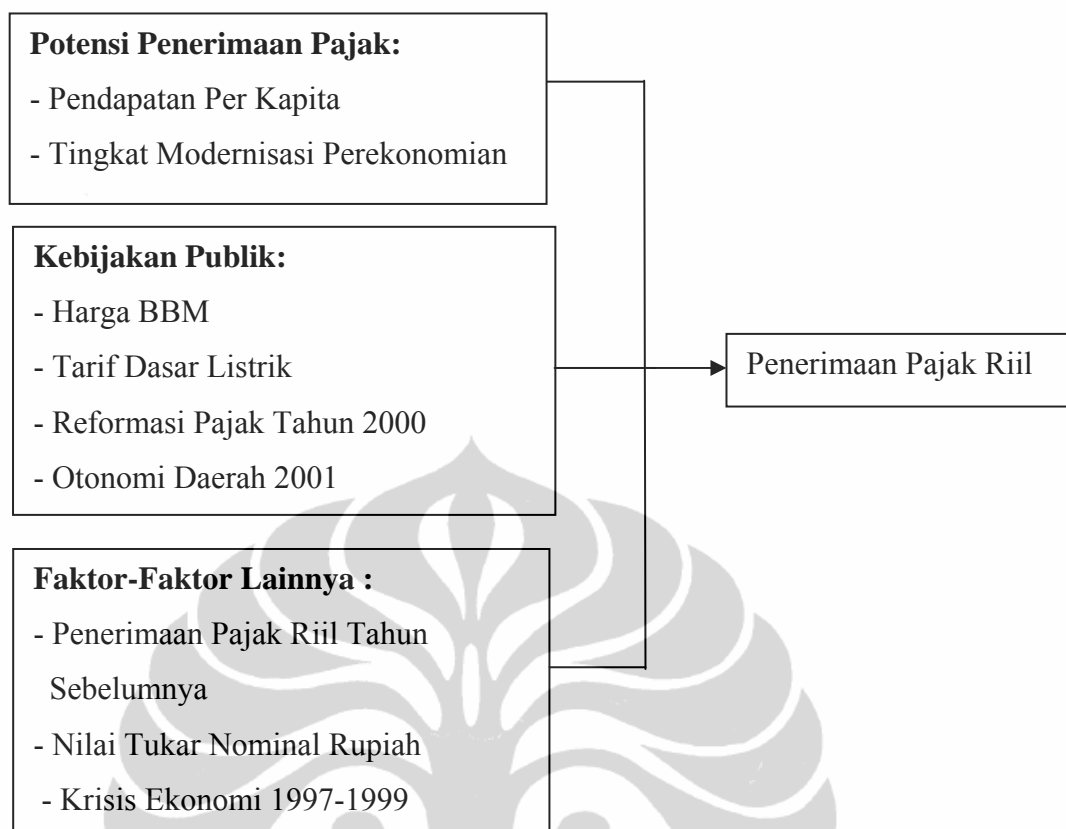 Potensi Penerimaan Pajak:
- Pendapatan Per Kapita
- Tingkat Modernisasi Perekonomian
Kebijakan Publik:
- Harga BBM
- Tarif Dasar Listrik
- Reformasi Pajak Tahun 2000
- Otonomi Daerah 2001
Faktor-Faktor Lainnya :
- Penerimaan Pajak Riil Tahun
Sebelumnya
- Nilai Tukar Nominal Rupiah
- Krisis Ekonomi 1997-1999
Penerimaan Pajak Riil